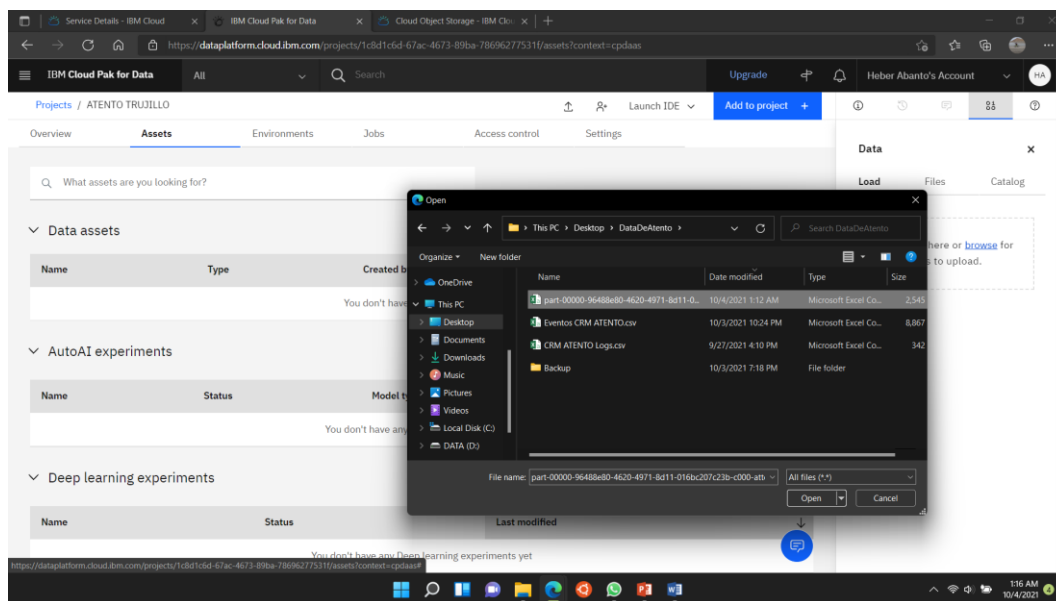 Service Details - IBM Cloud
IBM Cloud Pak for Data
Cloud Object Storage - IBM Clou
https://dataplatform.cloud.ibm.com/projects/1c8d1c6d-67ac-4673-89ba-78696277531f/assets?context=cpdaas
IBM Cloud Pak for Data All Search Upgrade Heber Abanto's Account HA
Projects / ATENTO TRUJILLO Launch IDE Add to project +
Overview Assets Environments Jobs Access control Settings
Data
What assets are you looking for?
Load Files Catalog
here or browse for
s to upload.
Data assets
Name Type Created b
You don't have
AutoAI experiments
Name Status Model t
You don't have any
Deep learning experiments
Name Status Last modified
You don't have any Deep learning experiments yet
https://dataplatform.cloud.ibm.com/projects/1c8d1c6d-67ac-4673-89ba-78696277531f/assets?context=cpdaas#
Open
This PC > Desktop > DataDeAtento > Search DataDeAtento
Organize New folder
OneDrive
This PC
Desktop
Documents
Downloads
Music
Pictures
Videos
Local Disk (C:)
DATA (D:)
Name Date modified Type Size
part-00000-96488e80-4620-4971-8d11-0... 10/4/2021 1:12 AM Microsoft Excel Co... 2,545
Eventos CRM ATENTO.csv 10/3/2021 10:24 PM Microsoft Excel Co... 8,867
CRM ATENTO Logs.csv 9/27/2021 4:10 PM Microsoft Excel Co... 342
Backup 10/3/2021 7:18 PM File folder
File name: part-00000-96488e80-4620-4971-8d11-016bc207c23b-c000-attı All files (*.*)
Open Cancel
1:16 AM
10/4/2021
4